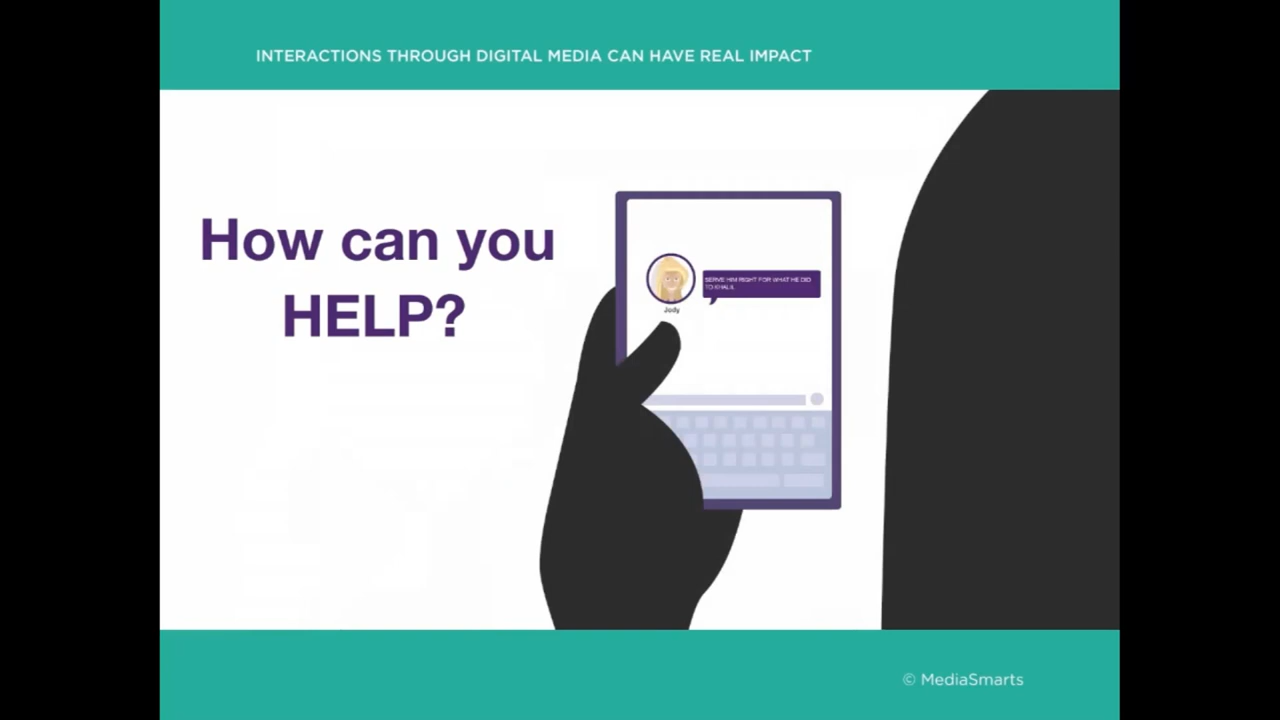 INTERACTIONS THROUGH DIGITAL MEDIA CAN HAVE REAL IMPACT
How can you
HELP?
SERVE HIM RIGHT FOR WHAT HE DID
TO KHALIL
Jody
© MediaSmarts